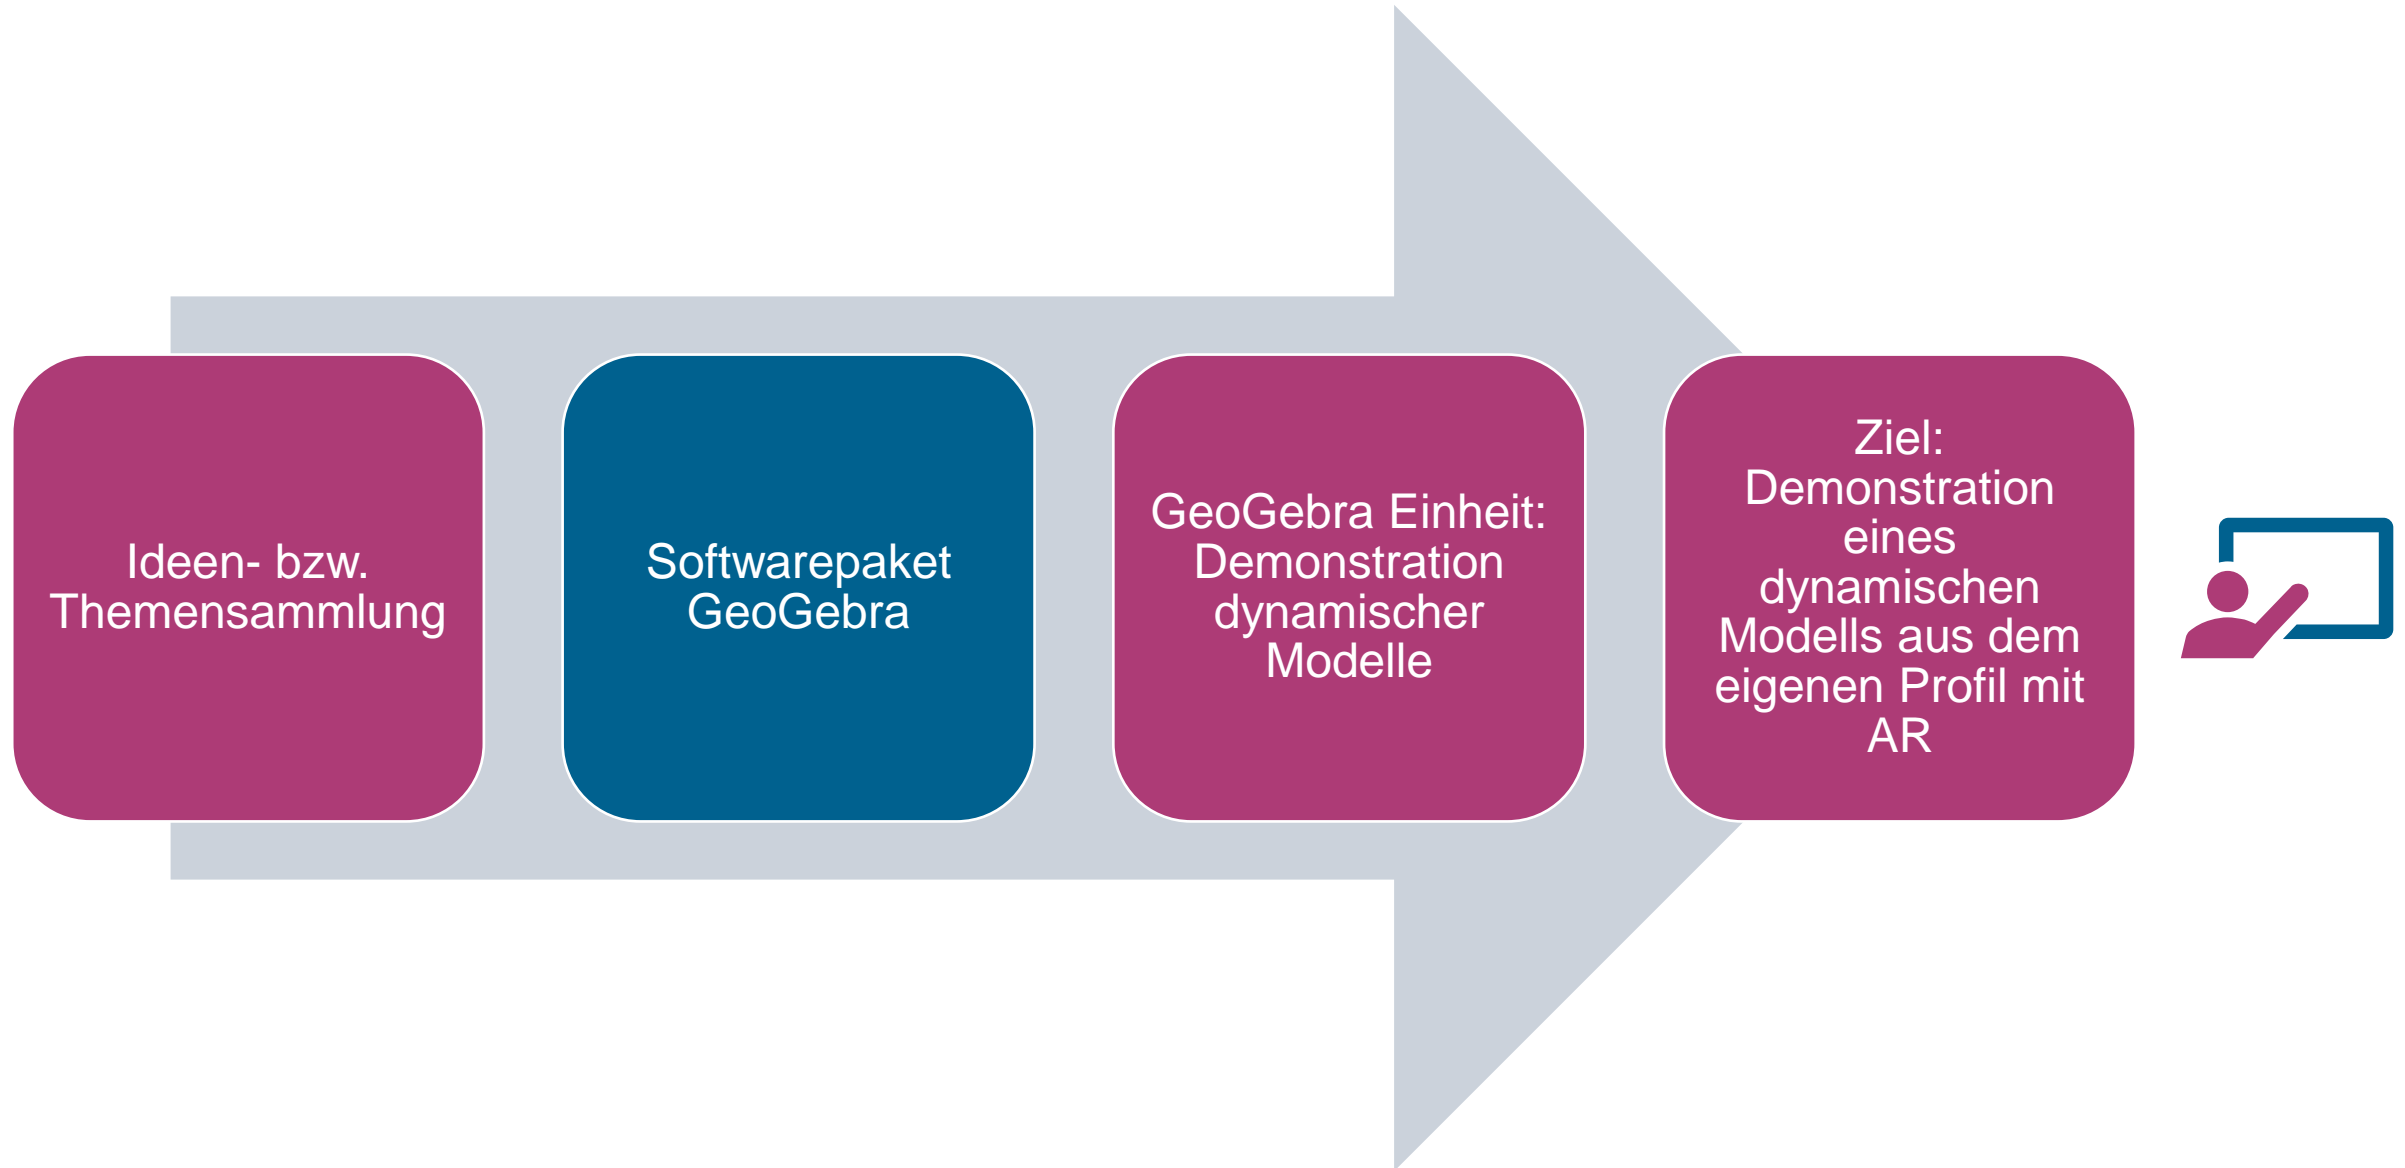 Ideen- bzw.
Themensammlung
Softwarepaket
GeoGebra
GeoGebra Einheit:
Demonstration
dynamischer
Modelle
Ziel:
Demonstration
eines
dynamischen
Modells aus dem
eigenen Profil mit
AR